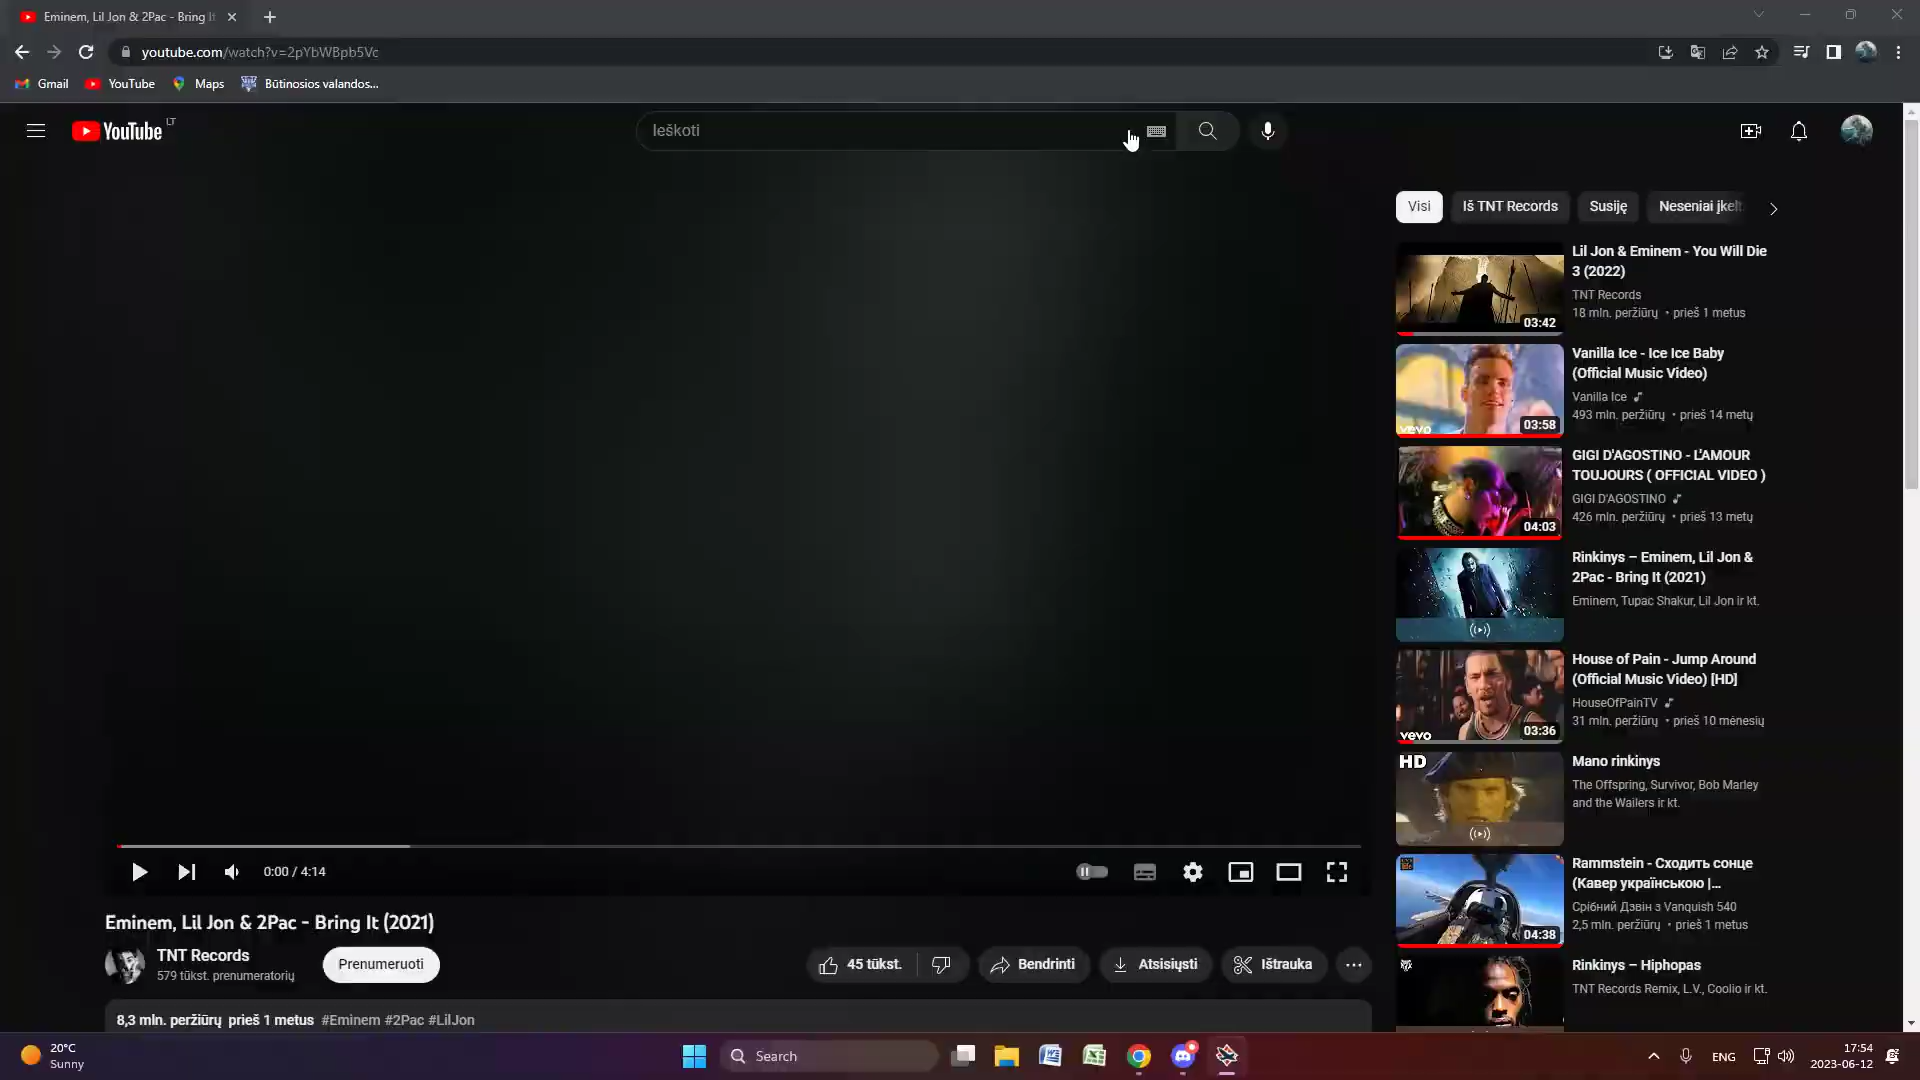 Eminem, Lil Jon & 2Pac - Bring It
youtube.com/watch?v=2pYbWBpb5Vc
Gmail YouTube Maps Būtinosios valandos...
YouTube LT
Ieškoti
Visi Iš TNT Records Susiję Neseniai įkelt
Lil Jon & Eminem - You Will Die
3 (2022)
TNT Records
18 mln. peržiūrų • prieš 1 metus
03:42
Vanilla Ice - Ice Ice Baby
(Official Music Video)
Vanilla Ice
493 mln. peržiūrų • prieš 14 metų
vevo
03:58
GIGI D'AGOSTINO - L'AMOUR
TOUJOURS ( OFFICIAL VIDEO )
GIGI D'AGOSTINO
426 mln. peržiūrų • prieš 13 metų
04:03
Rinkinys – Eminem, Lil Jon &
2Pac - Bring It (2021)
Eminem, Tupac Shakur, Lil Jon ir kt.
House of Pain - Jump Around
(Official Music Video) [HD]
HouseOfPainTV
31 mln. peržiūrų • prieš 10 mėnesių
vevo
03:36
HD
Mano rinkinys
The Offspring, Survivor, Bob Marley
and the Wailers ir kt.
Rammstein - Сходить сонце
(Кавер українською |...
Срібний Дзвін з Vanquish 540
2,5 mln. peržiūrų • prieš 1 metus
04:38
Rinkinys – Hiphopas
TNT Records Remix, L.V., Coolio ir kt.
0:00 / 4:14
Eminem, Lil Jon & 2Pac - Bring It (2021)
TNT Records
579 tūkst. prenumeratorių
Prenumeruoti
45 tūkst. Bendrinti Atsisiųsti Ištrauka
8,3 mln. peržiūrų prieš 1 metus #Eminem #2Pac #LilJon
20°C
Sunny
Search
ENG
17:54
2023-06-12